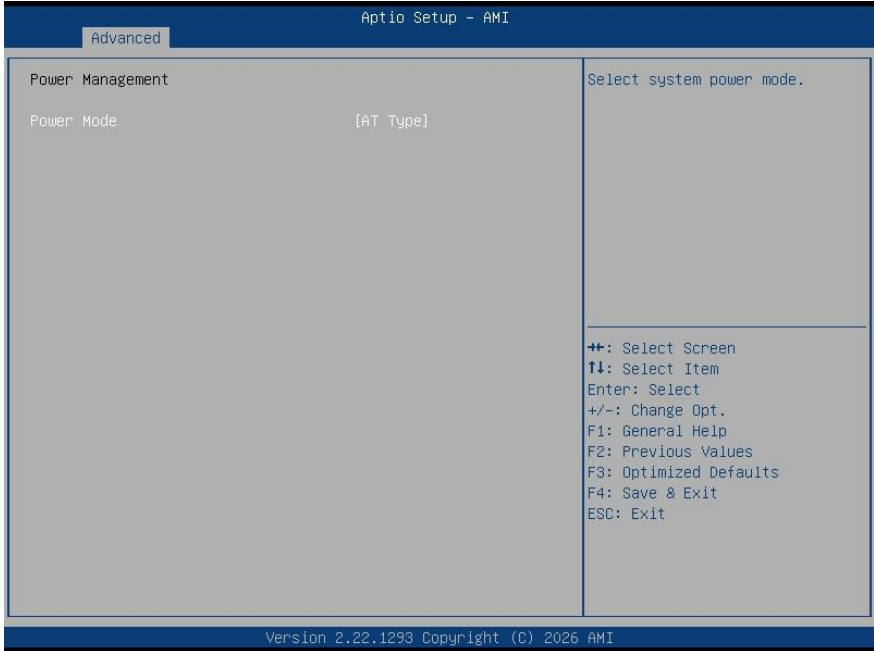 Aptio Setup – AMI
Advanced
Power Management
Power Mode [AT Type]
Select system power mode.
→←: Select Screen
↑↓: Select Item
Enter: Select
+/-: Change Opt.
F1: General Help
F2: Previous Values
F3: Optimized Defaults
F4: Save & Exit
ESC: Exit
Version 2.22.1293 Copyright (C) 2026 AMI